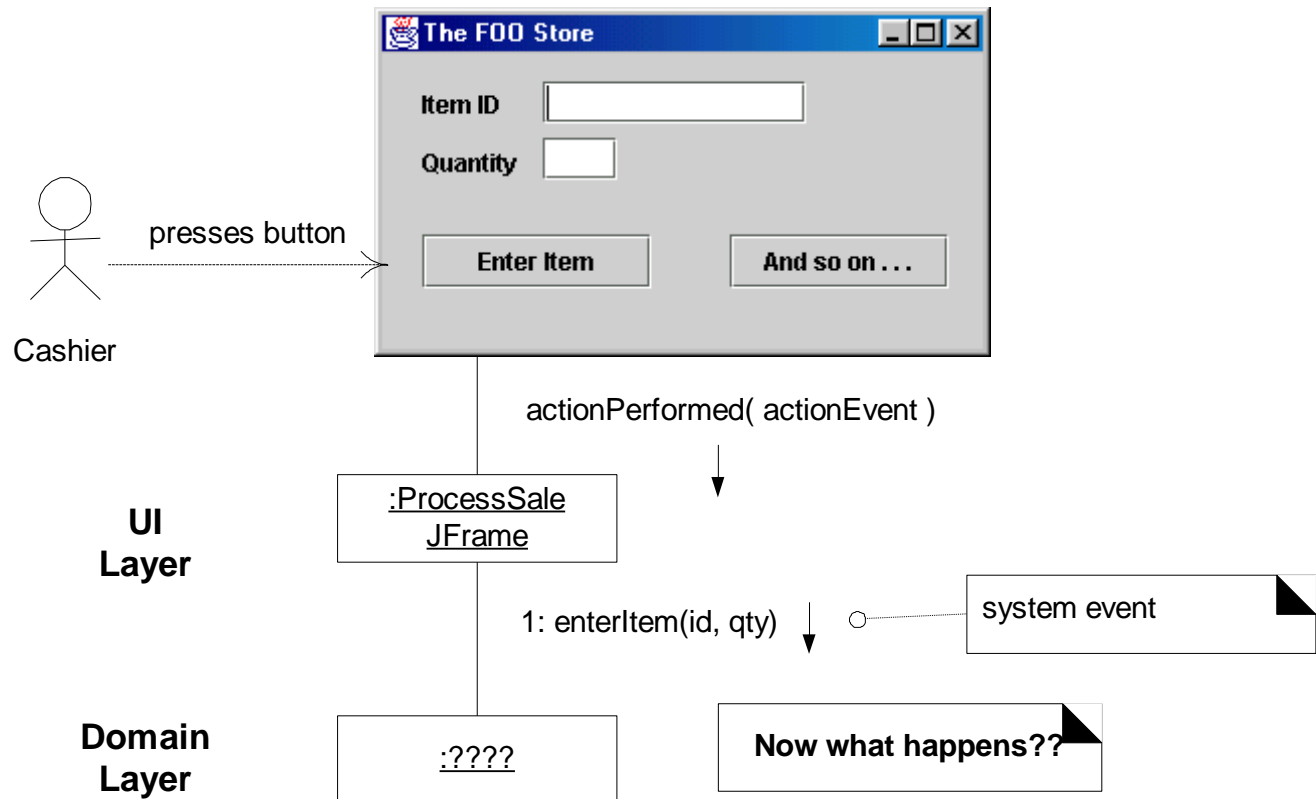 The FOO Store
Item ID
Quantity
presses button
Enter Item
And so on . . .
Cashier
actionPerformed( actionEvent )
:ProcessSale
JFrame
UI
Layer
1: enterItem(id, qty)
system event
Domain
Layer
:????
Now what happens??